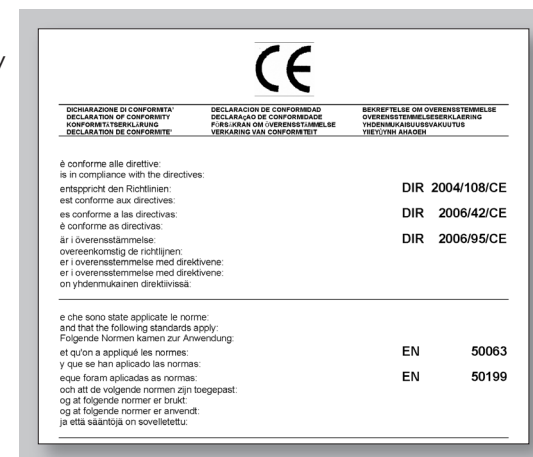 CE
DICHIARAZIONE DI CONFORMITA'
DECLARATION OF CONFORMITY
KONFORMITÄTSERKLÄRUNG
DECLARATION DE CONFORMITE'
DECLARACION DE CONFORMIDAD
DECLARAçAO DE CONFORMIDADE
FöRSäKRAN OM öVERENSSTäMMELSE
VERKARING VAN CONFORMITEIT
BEKREFTELSE OM OVERENSSTEMMELSE
OVERENSSTEMMELSESERKLAERING
YHDENMUKAISUUSSVAKUUTUS
è conforme alle direttive:
is in compliance with the directives:
entspricht den Richtlinien:
est conforme aux directives:
es conforme a las directivas:
è conforme as directivas:
är i överensstämmelse:
overeenkomstig de richtlijnen:
er i overensstemmelse med direktivene:
er i overensstemmelse med direktivene:
on yhdenmukainen direktiivissä:
DIR 2004/108/CE
DIR 2006/42/CE
DIR 2006/95/CE
e che sono state applicate le norme:
and that the following standards apply:
Folgende Normen kamen zur Anwendung:
et qu'on a appliqué les normes:
y que se han aplicado las normas:
eque foram aplicadas as normas:
och att de volgende normen zijn toegepast:
og at folgende normer er brukt:
og at folgende normer er anvendt:
ja että sääntöjä on sovelletettu:
EN 50063
EN 50199